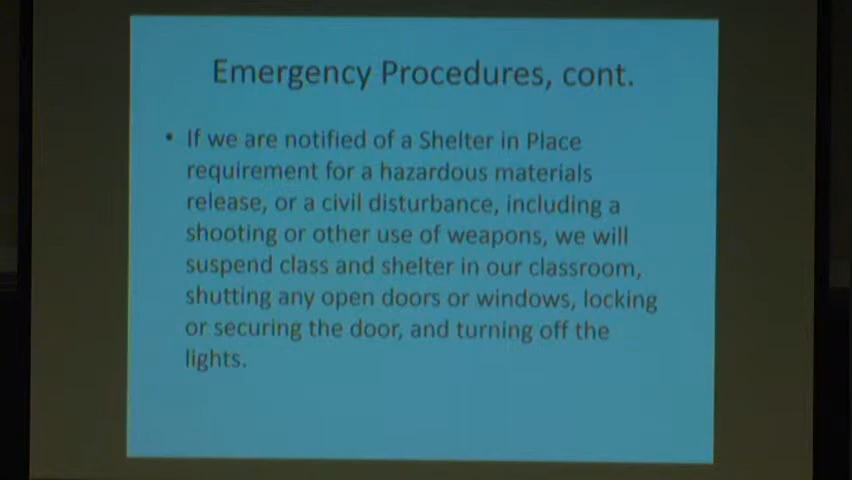 Emergency Procedures, cont.
• If we are notified of a Shelter in Place
requirement for a hazardous materials
release, or a civil disturbance, including a
shooting or other use of weapons, we will
suspend class and shelter in our classroom,
shutting any open doors or windows, locking
or securing the door, and turning off the
lights.